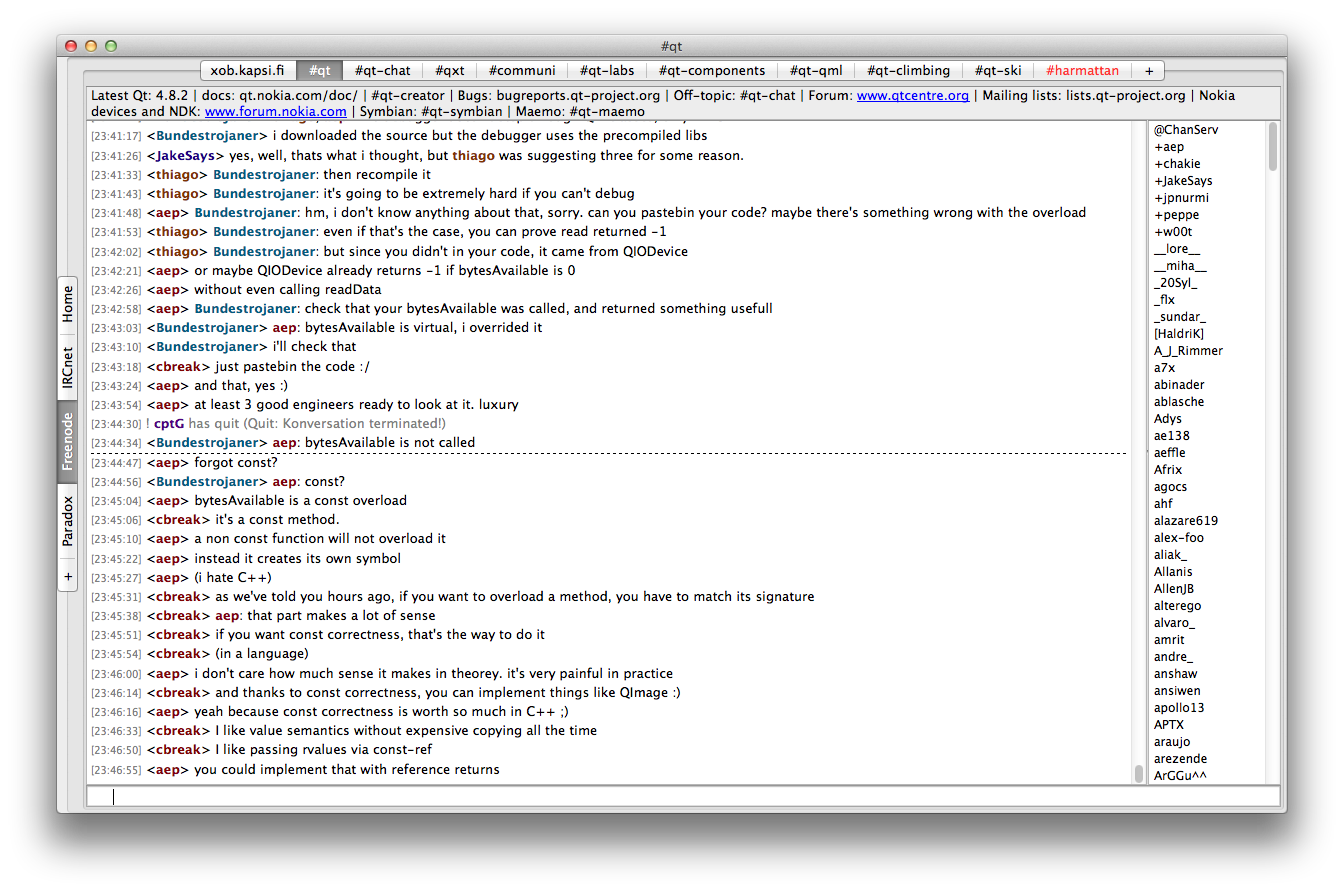 #qt
xob.kapsi.fi #qt #qt-chat #qxt #communi #qt-labs #qt-components #qt-qml #qt-climbing #qt-ski #harmattan +
Latest Qt: 4.8.2 | docs: qt.nokia.com/doc/ | #qt-creator | Bugs: bugreports.qt-project.org | Off-topic: #qt-chat | Forum: www.qtcentre.org | Mailing lists: lists.qt-project.org | Nokia
devices and NDK: www.forum.nokia.com | Symbian: #qt-symbian | Maemo: #qt-maemo
[23:41:17] <Bundestrojaner> i downloaded the source but the debugger uses the precompiled libs
[23:41:26] <JakeSays> yes, well, thats what i thought, but thiago was suggesting three for some reason.
[23:41:33] <thiago> Bundestrojaner: then recompile it
[23:41:43] <thiago> Bundestrojaner: it's going to be extremely hard if you can't debug
[23:41:48] <aep> Bundestrojaner: hm, i don't know anything about that, sorry. can you pastebin your code? maybe there's something wrong with the overload
[23:41:53] <thiago> Bundestrojaner: even if that's the case, you can prove read returned -1
[23:42:02] <thiago> Bundestrojaner: but since you didn't in your code, it came from QIODevice
[23:42:21] <aep> or maybe QIODevice already returns -1 if bytesAvailable is 0
[23:42:26] <aep> without even calling readData
[23:42:58] <aep> Bundestrojaner: check that your bytesAvailable was called, and returned something usefull
[23:43:03] <Bundestrojaner> aep: bytesAvailable is virtual, i overrided it
[23:43:10] <Bundestrojaner> i'll check that
[23:43:18] <cbreak> just pastebin the code :/
[23:43:24] <aep> and that, yes :)
[23:43:54] <aep> at least 3 good engineers ready to look at it. luxury
[23:44:30] ! cptG has quit (Quit: Konversation terminated!)
[23:44:34] <Bundestrojaner> aep: bytesAvailable is not called
[23:44:47] <aep> forgot const?
[23:44:56] <Bundestrojaner> aep: const?
[23:45:04] <aep> bytesAvailable is a const overload
[23:45:06] <cbreak> it's a const method.
[23:45:10] <aep> a non const function will not overload it
[23:45:22] <aep> instead it creates its own symbol
[23:45:27] <aep> (i hate C++)
[23:45:31] <cbreak> as we've told you hours ago, if you want to overload a method, you have to match its signature
[23:45:38] <cbreak> aep: that part makes a lot of sense
[23:45:51] <cbreak> if you want const correctness, that's the way to do it
[23:45:54] <cbreak> (in a language)
[23:46:00] <aep> i don't care how much sense it makes in theorey. it's very painful in practice
[23:46:14] <cbreak> and thanks to const correctness, you can implement things like QImage :)
[23:46:16] <aep> yeah because const correctness is worth so much in C++ ;)
[23:46:33] <cbreak> I like value semantics without expensive copying all the time
[23:46:50] <cbreak> I like passing rvalues via const-ref
[23:46:55] <aep> you could implement that with reference returns
@ChanServ
+aep
+chakie
+JakeSays
+jpnurmi
+peppe
+w00t
__lore__
__miha__
_20Syl_
_flx
_sundar_
[HaldriK]
A_J_Rimmer
a7x
abinader
ablasche
Adys
ae138
aeffle
Afrix
agocs
ahf
alazare619
alex-foo
aliak_
Allanis
AllenJB
alterego
alvaro_
amrit
andre_
anshaw
ansiwen
apollo13
APTX
araujo
arezende
ArGGu^^
Home
IRCnet
Freenode
Paradox
+